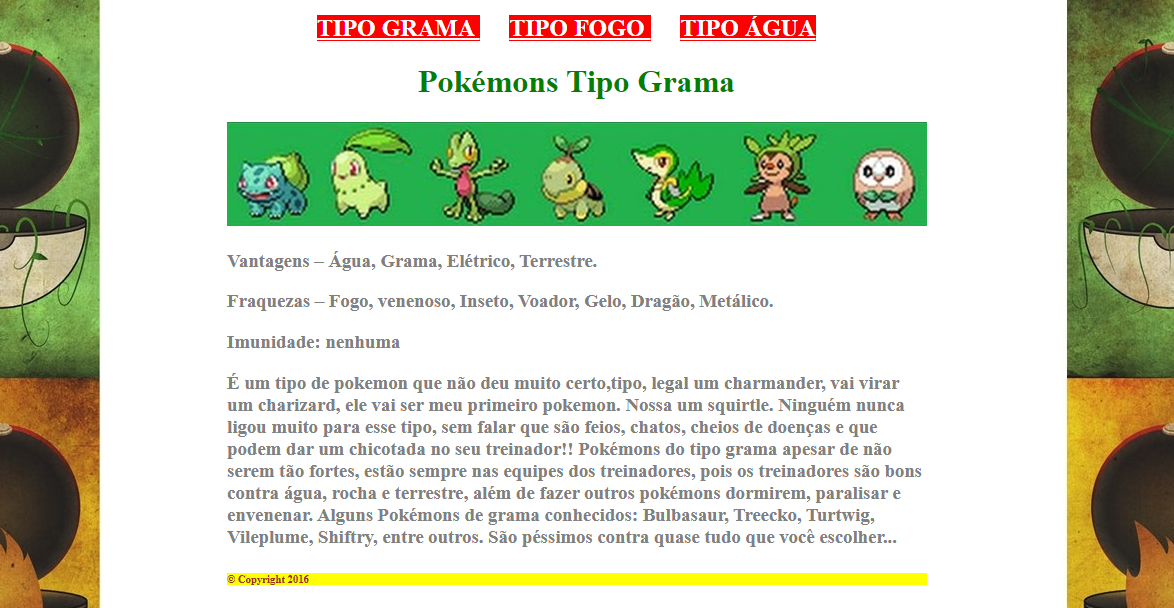 TIPO GRAMA TIPO FOGO TIPO ÁGUA
Pokémons Tipo Grama
Vantagens – Água, Grama, Elétrico, Terrestre.
Fraquezas – Fogo, venenoso, Inseto, Voador, Gelo, Dragão, Metálico.
Imunidade: nenhuma
É um tipo de pokemon que não deu muito certo,tipo, legal um charmander, vai virar
um charizard, ele vai ser meu primeiro pokemon. Nossa um squirtle. Ninguém nunca
ligou muito para esse tipo, sem falar que são feios, chatos, cheios de doenças e que
podem dar um chicotada no seu treinador!! Pokémons do tipo grama apesar de não
serem tão fortes, estão sempre nas equipes dos treinadores, pois os treinadores são bons
contra água, rocha e terrestre, além de fazer outros pokémons dormirem, paralisar e
envenenar. Alguns Pokémons de grama conhecidos: Bulbasaur, Treecko, Turtwig,
Vileplume, Shiftry, entre outros. São péssimos contra quase tudo que você escolher...
© Copyright 2016